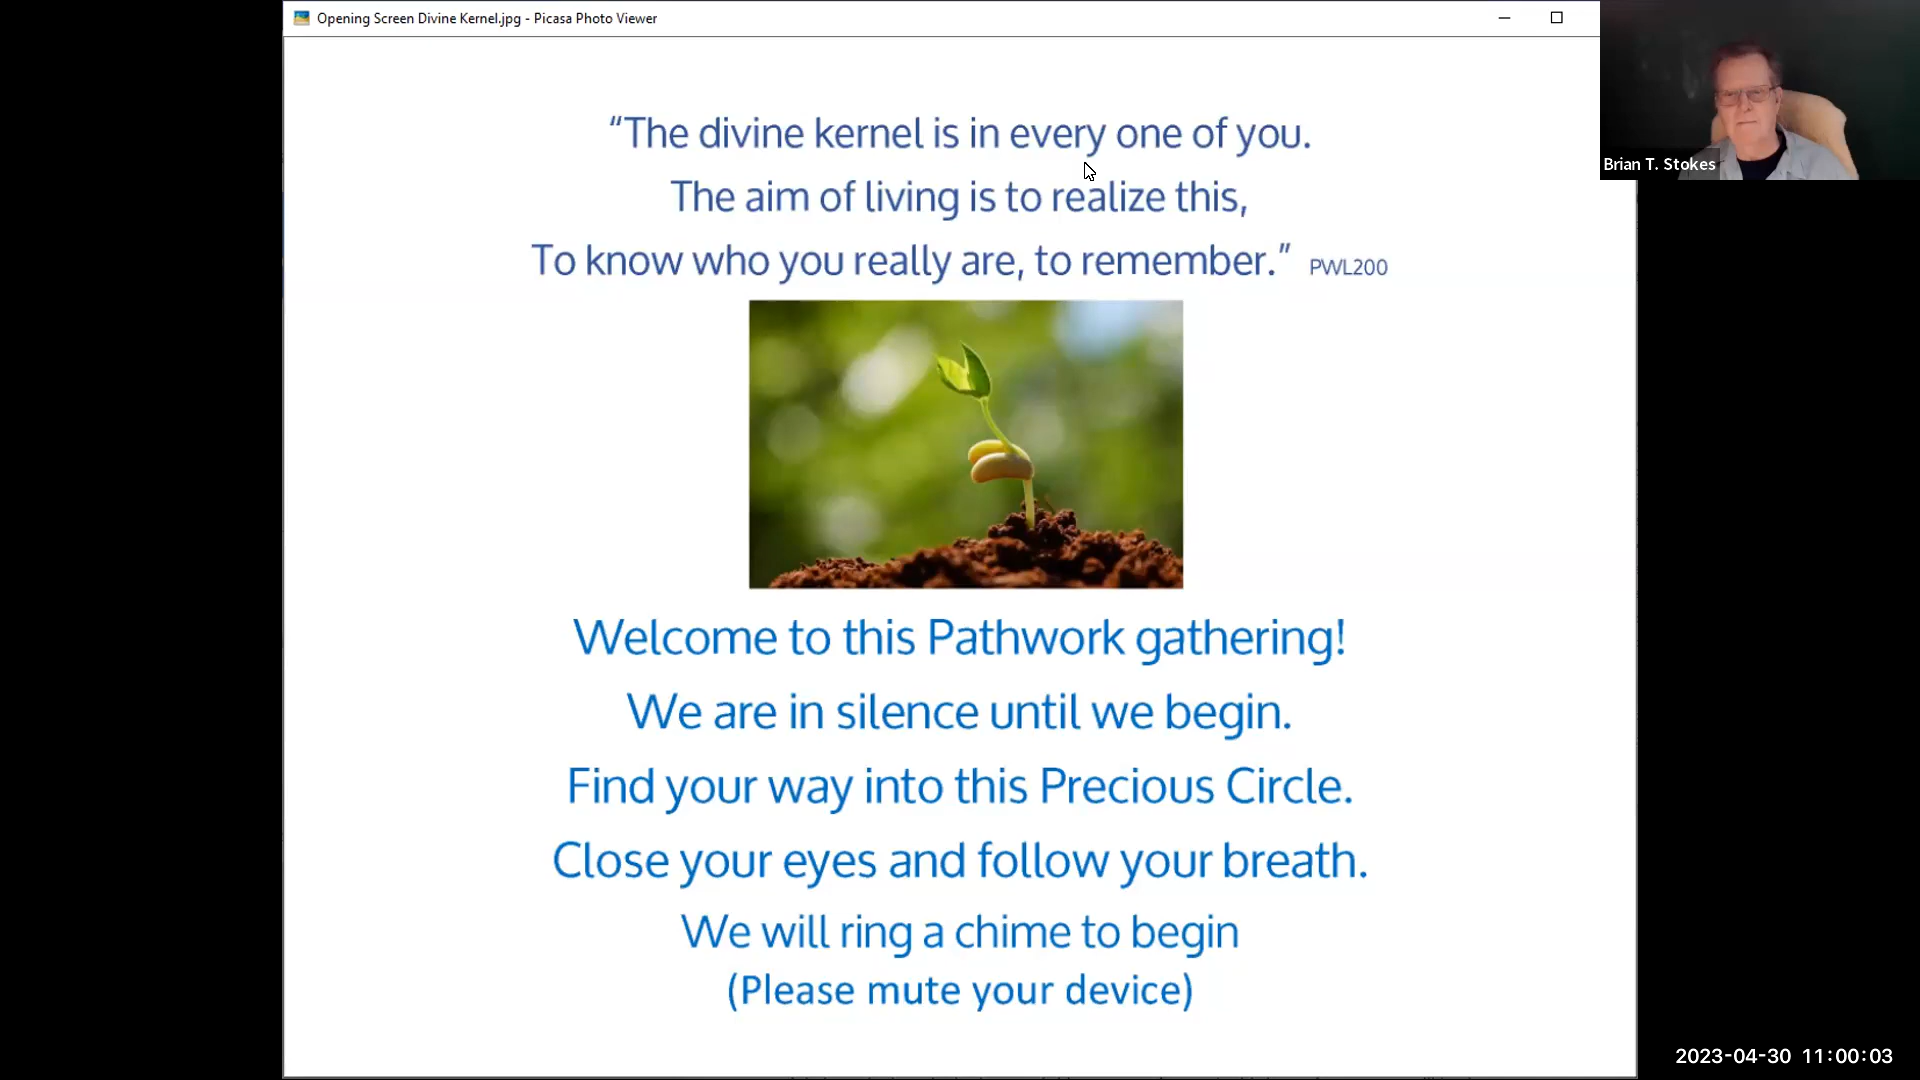 Opening Screen Divine Kernel.jpg - Picasa Photo Viewer
“The divine kernel is in every one of you.
The aim of living is to realize this,
To know who you really are, to remember.” PWL200
Brian T. Stokes
Welcome to this Pathwork gathering!
We are in silence until we begin.
Find your way into this Precious Circle.
Close your eyes and follow your breath.
We will ring a chime to begin
(Please mute your device)
2023-04-30 11:00:03